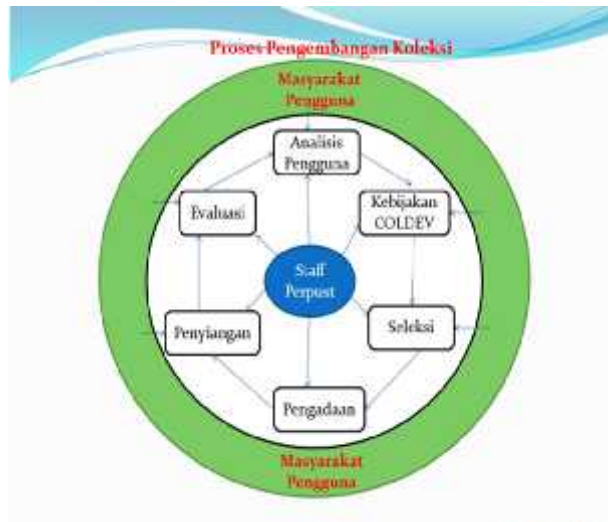 Proses Pengembangan Koleksi
Masyarakat
Pengguna
Analisis
Pengguna
Evaluasi
Kebijakan
COLDEV
Staff
Perpust
Penyiangan
Seleksi
Pengadaan
Masyarakat
Pengguna